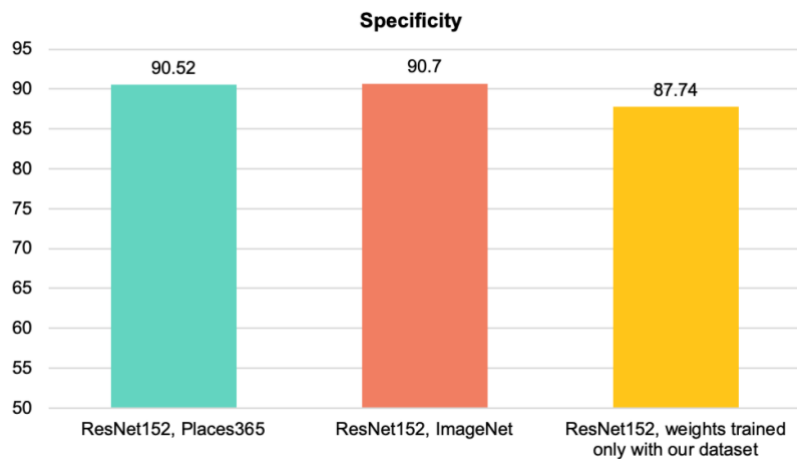 Specificity
95
90
85
80
75
70
65
60
55
50
90.52
90.7
87.74
ResNet152, Places365
ResNet152, ImageNet
ResNet152, weights trained
only with our dataset